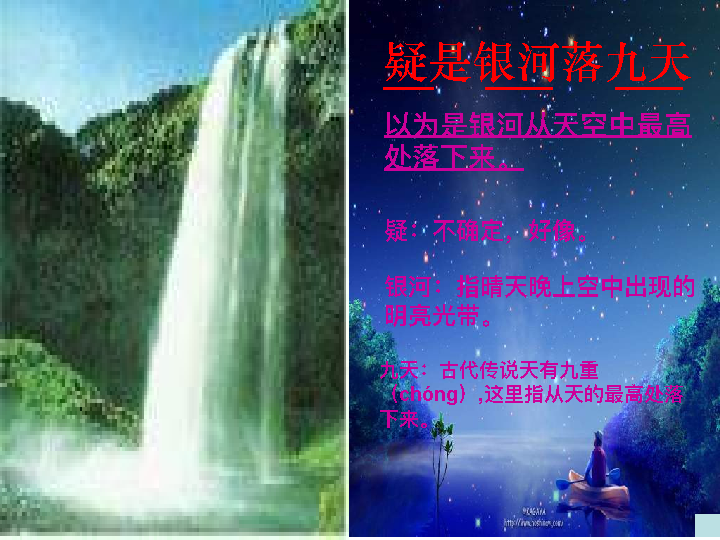 疑是银河落九天
以为是银河从天空中最高
处落下来。
疑：不确定，好像。
银河：指晴天晚上空中出现的
明亮光带。
九天：古代传说天有九重
（chóng）,这里指从天的最高处落
下来。